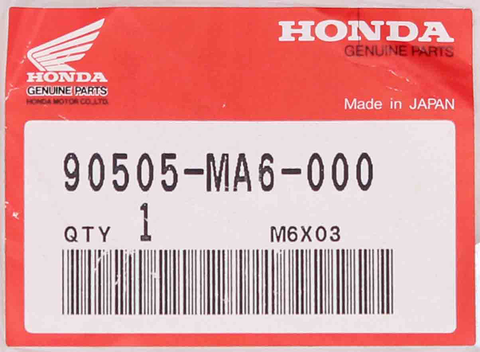 HONDA
GENUINE PARTS
HONDA MOTOR CO.,LTD.
HONDA
GENUINE PARTS
Made in JAPAN
90505-MA6-000
QTY 1 M6X03